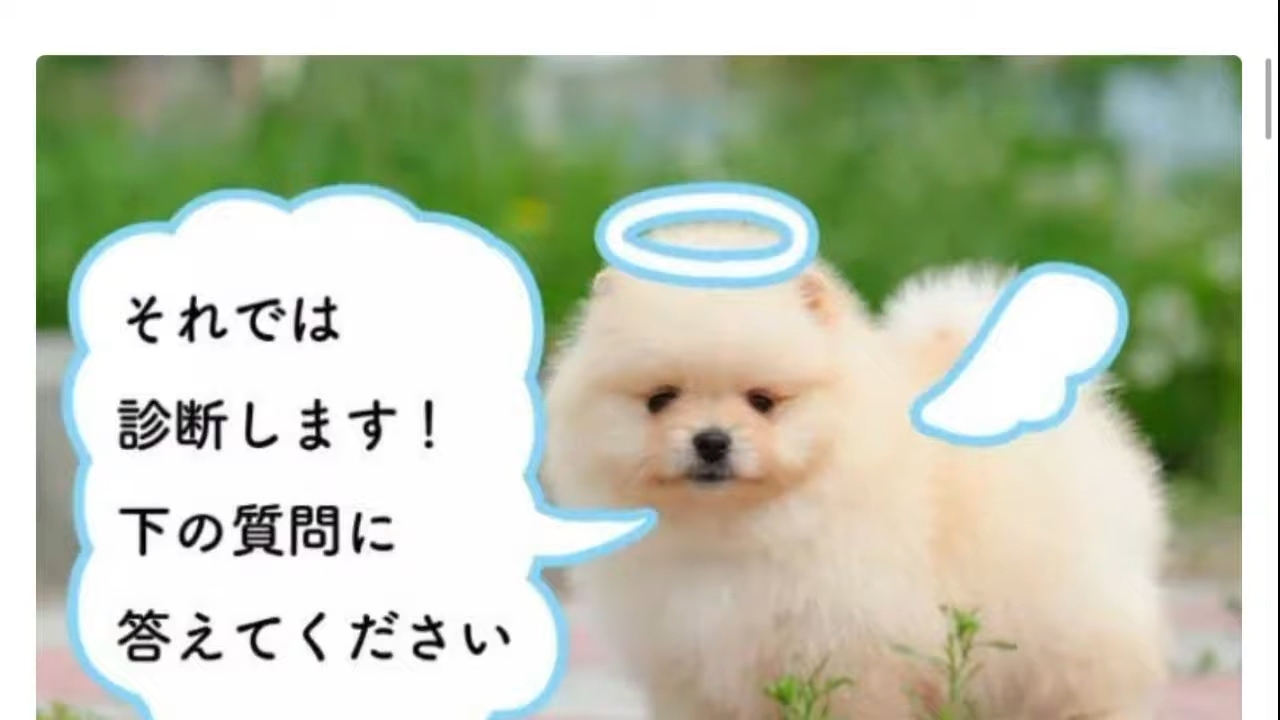 それでは
診断します！
下の質問に
答えてください